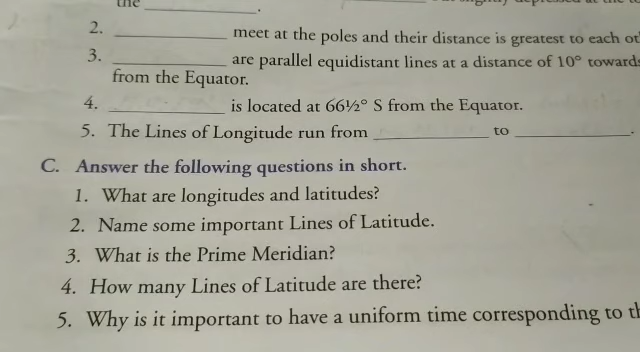 the ____________.
2. ____________ meet at the poles and their distance is greatest to each
3. ____________ are parallel equidistant lines at a distance of 10° towards
from the Equator.
4. ____________ is located at 66½° S from the Equator.
5. The Lines of Longitude run from ____________ to ____________.
C. Answer the following questions in short.
1. What are longitudes and latitudes?
2. Name some important Lines of Latitude.
3. What is the Prime Meridian?
4. How many Lines of Latitude are there?
5. Why is it important to have a uniform time corresponding to